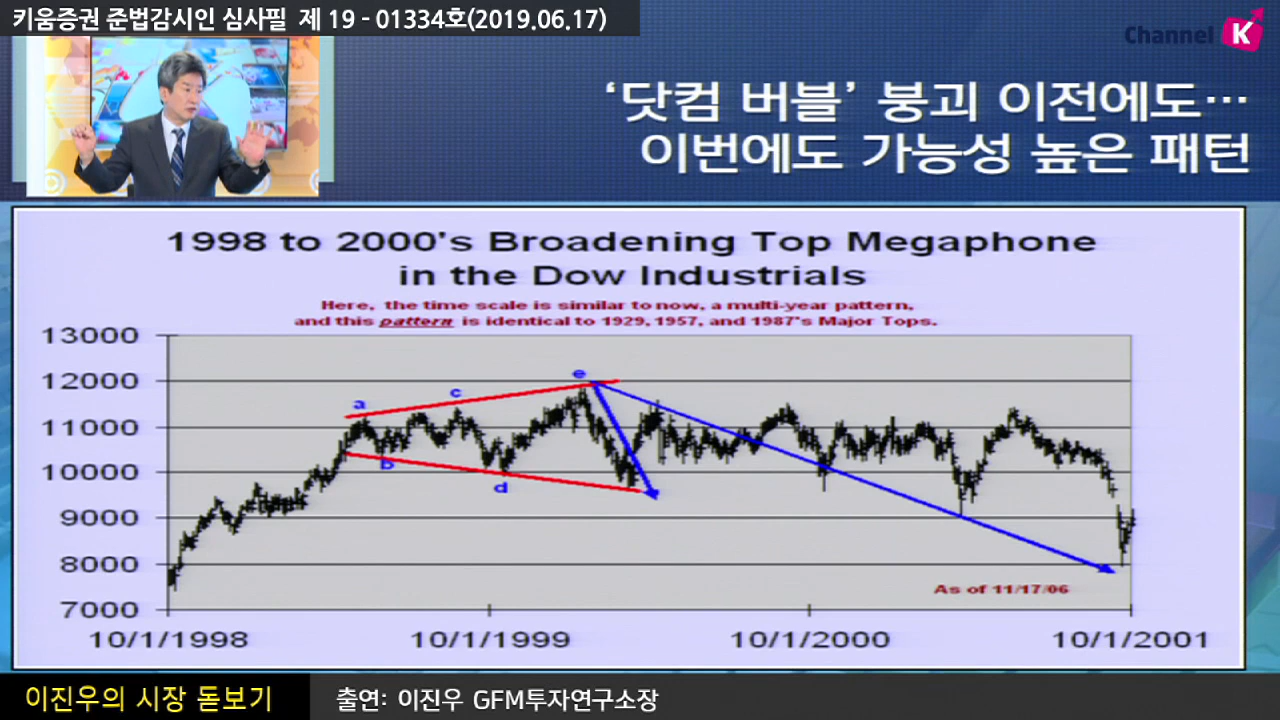 키움증권 준법감시인 심사필 제 19 - 01334호(2019.06.17)
Channel K
‘닷컴 버블’ 붕괴 이전에도…
이번에도 가능성 높은 패턴
1998 to 2000's Broadening Top Megaphone
in the Dow Industrials
Here, the time scale is similar to now, a multi-year pattern,
and this pattern is identical to 1929, 1957, and 1987's Major Tops.
13000
12000
11000
10000
9000
8000
7000
a
b
c
d
e
As of 11/17/06
10/1/1998
10/1/1999
10/1/2000
10/1/2001
이진우의 시장 돋보기
출연: 이진우 GFM투자연구소장